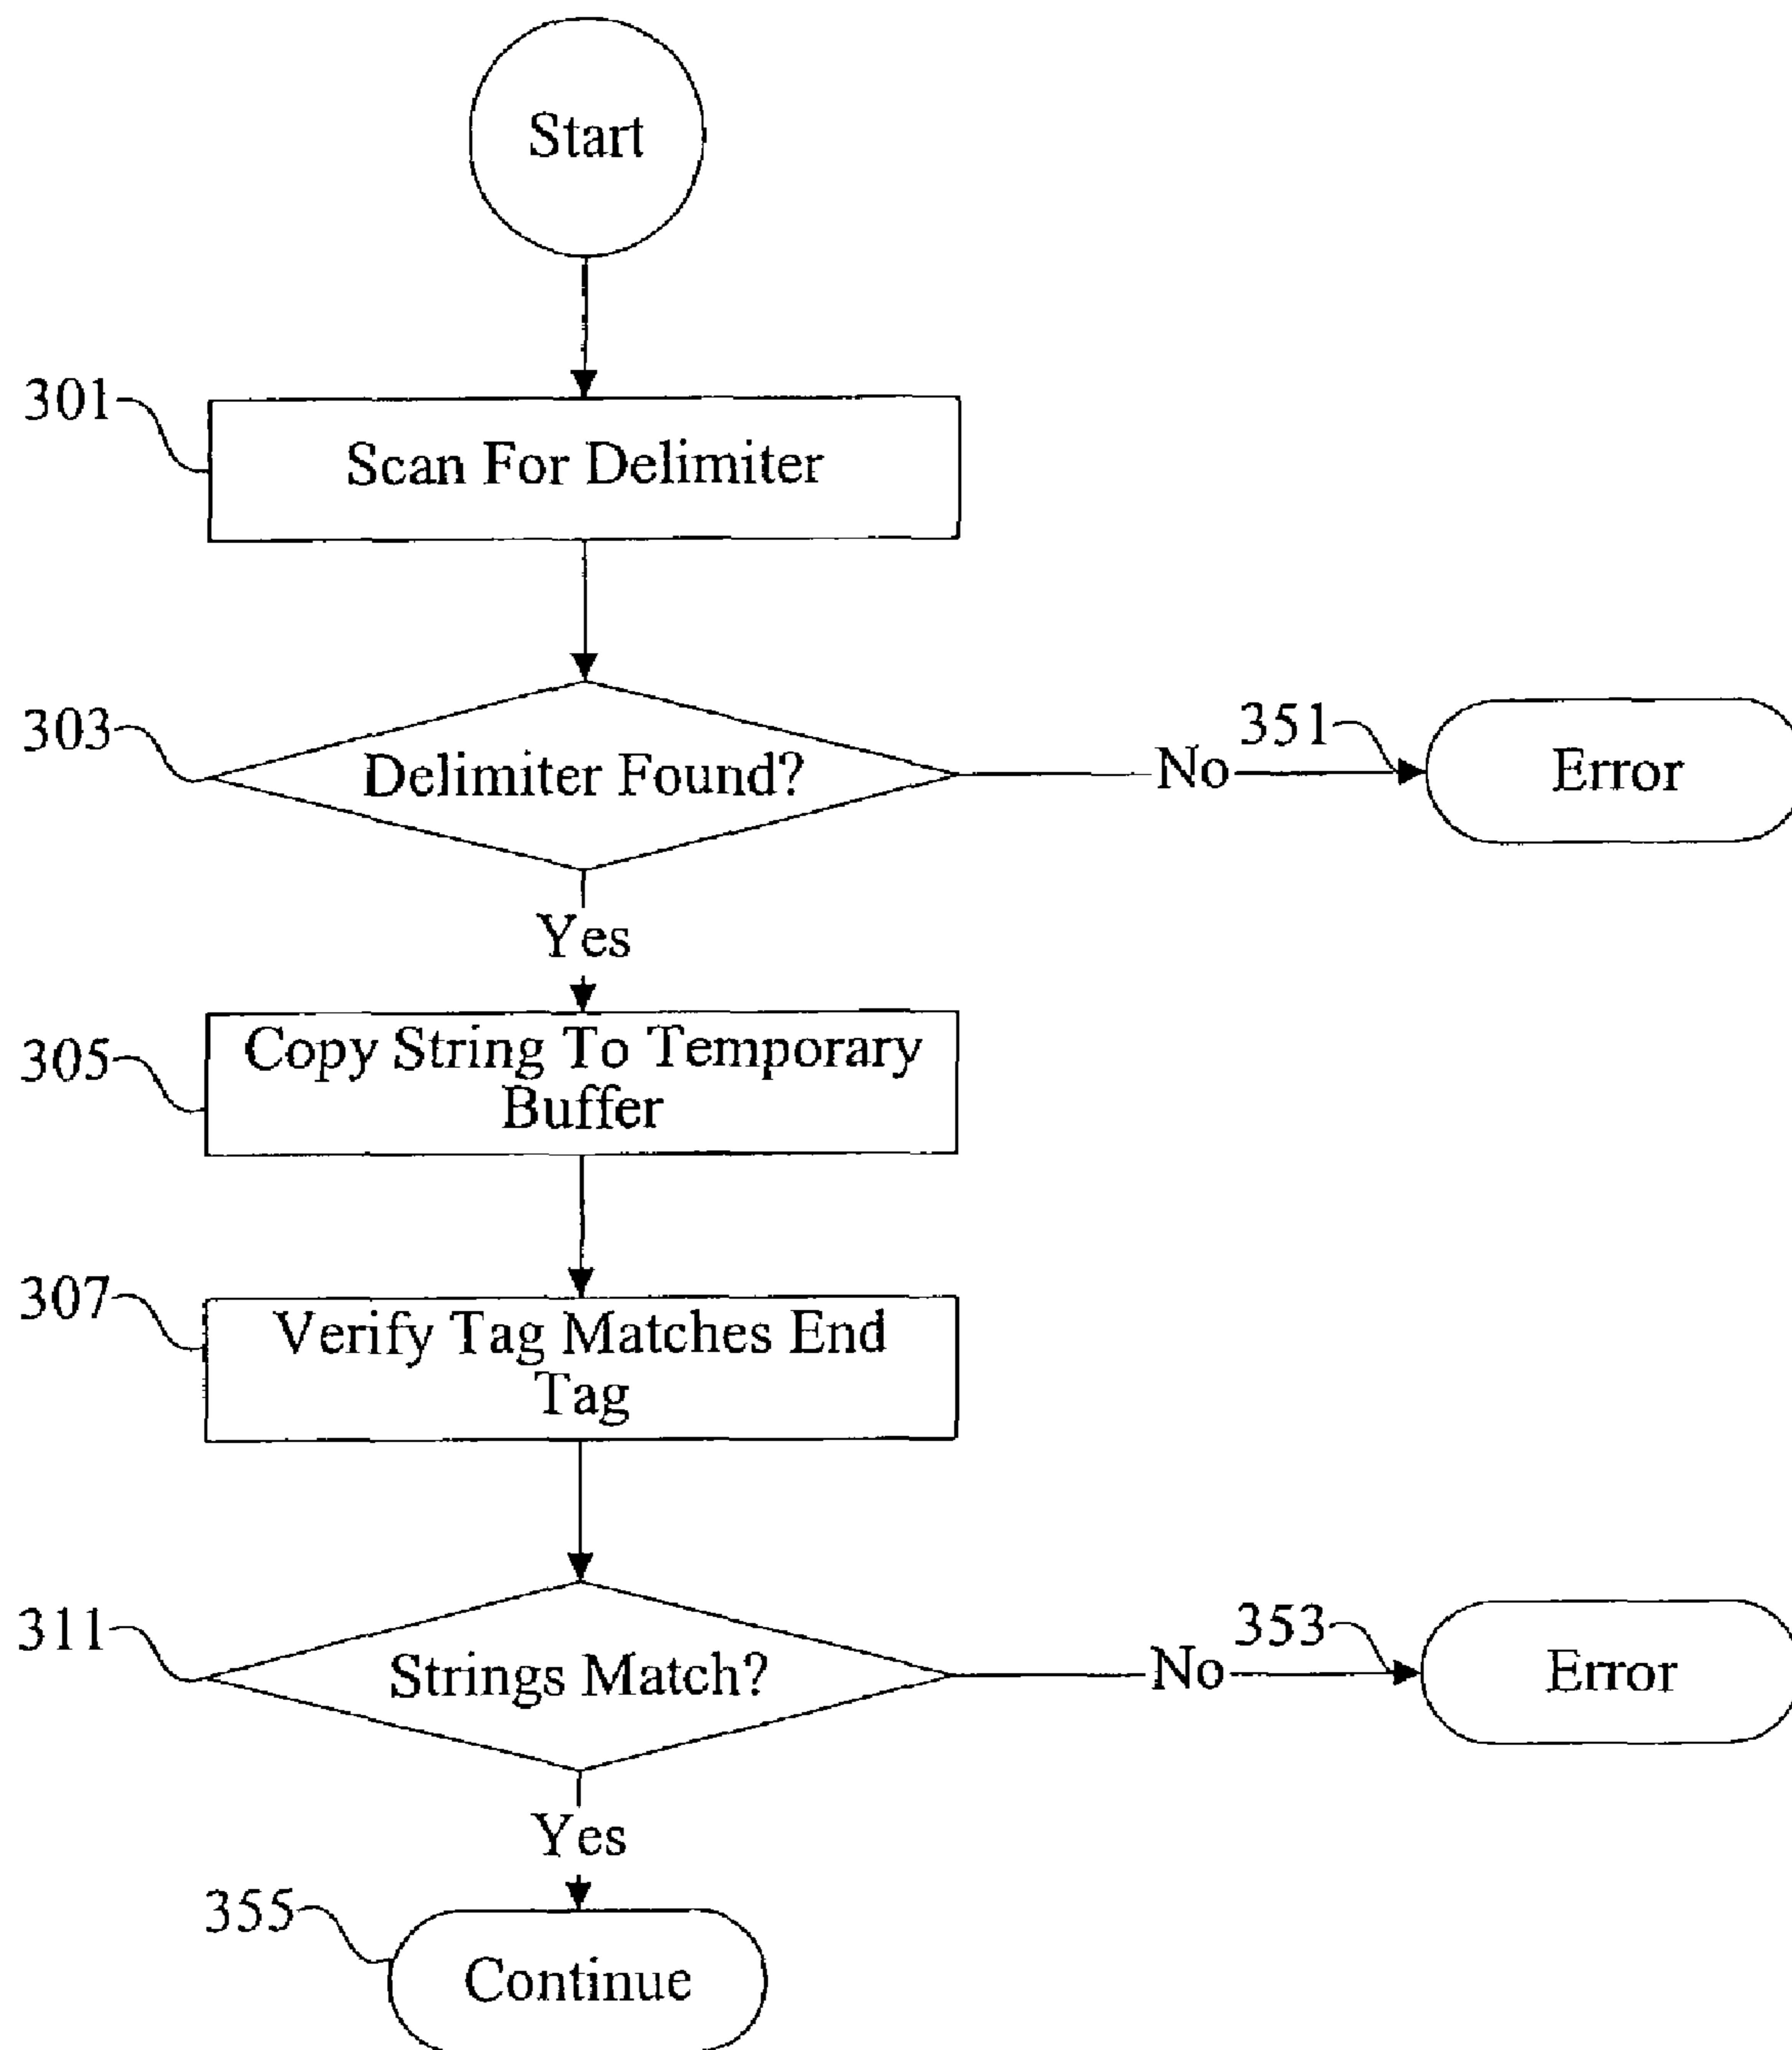 Start
301
Scan For Delimiter
303
Delimiter Found?
No
351
Error
Yes
305
Copy String To Temporary
Buffer
307
Verify Tag Matches End
Tag
311
Strings Match?
No
353
Error
Yes
355
Continue